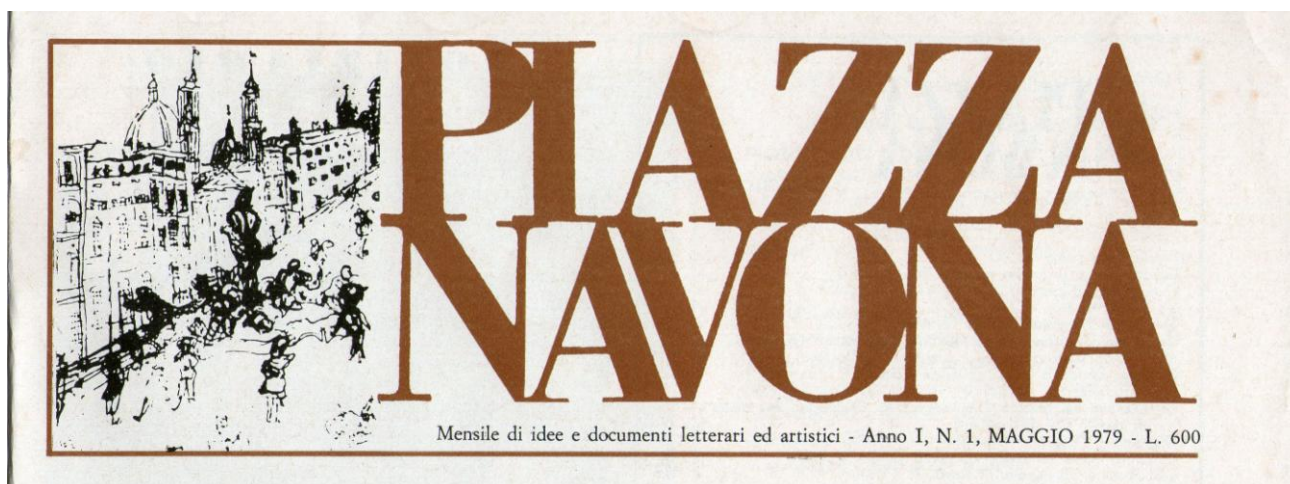 PIAZZA
NAVONA
Mensile di idee e documenti letterari ed artistici - Anno I, N. 1, MAGGIO 1979 - L. 600